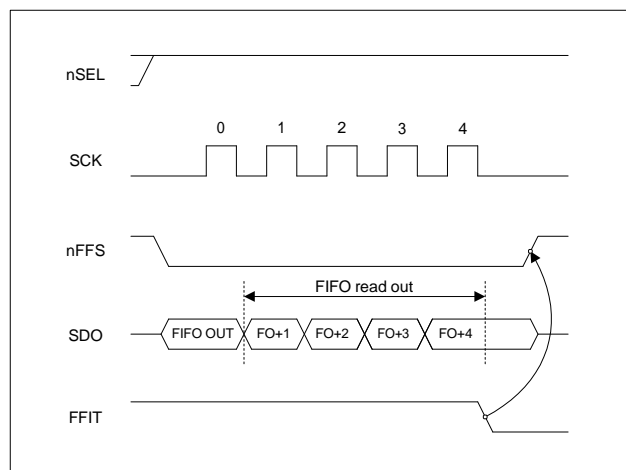 nSEL
0 1 2 3 4
SCK
nFFS
FIFO read out
SDO FIFO OUT FO+1 FO+2 FO+3 FO+4
FFIT